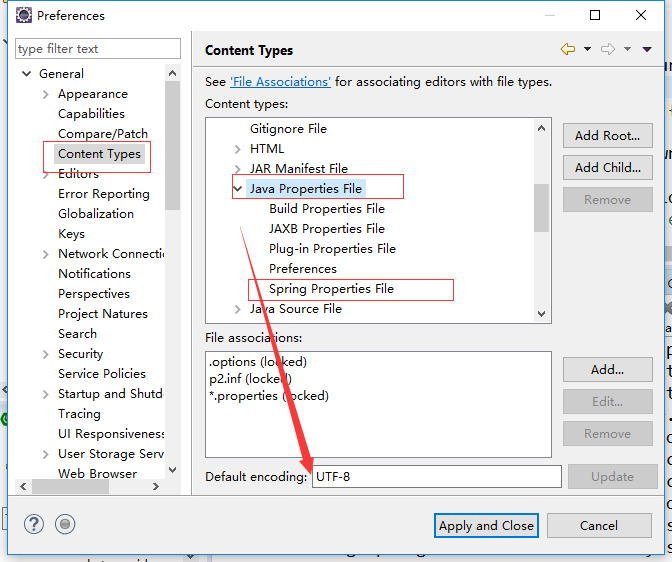 Preferences
type filter text
General
Appearance
Capabilities
Compare/Patch
Content Types
Editors
Error Reporting
Globalization
Keys
Network Connectio
Notifications
Perspectives
Project Natures
Search
Security
Service Policies
Startup and Shutdo
Tracing
UI Responsiveness
User Storage Serv
Web Browser
Content Types
See 'File Associations' for associating editors with file types.
Content types:
Gitignore File
HTML
JAR Manifest File
Java Properties File
Build Properties File
JAXB Properties File
Plug-in Properties File
Preferences
Spring Properties File
Java Source File
Add Root...
Add Child...
Remove
File associations:
.options (locked)
p2.inf (locked)
*.properties (locked)
Add...
Edit...
Remove
Default encoding:
UTF-8
Update
Apply and Close
Cancel